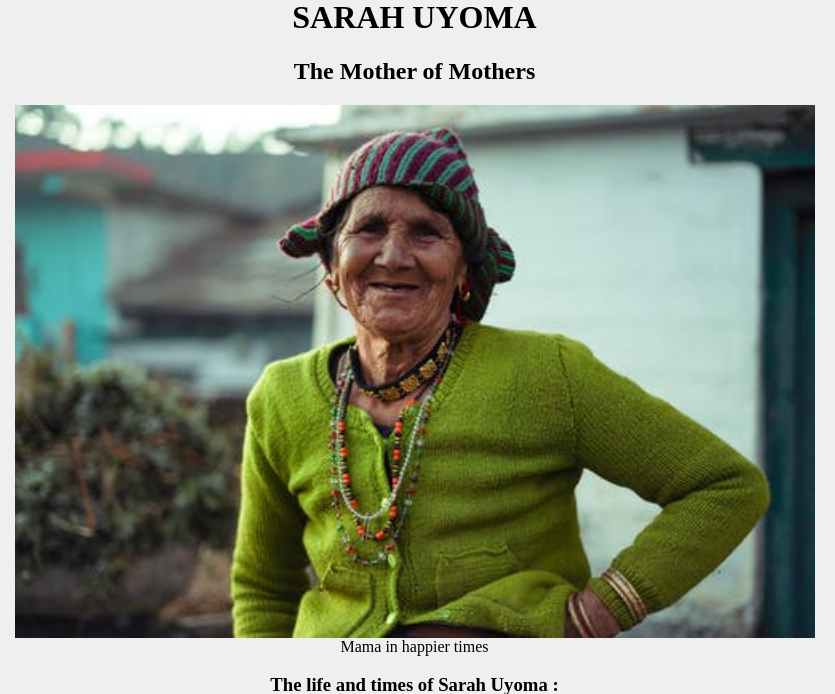 SARAH UYOMA
The Mother of Mothers
Mama in happier times
The life and times of Sarah Uyoma :